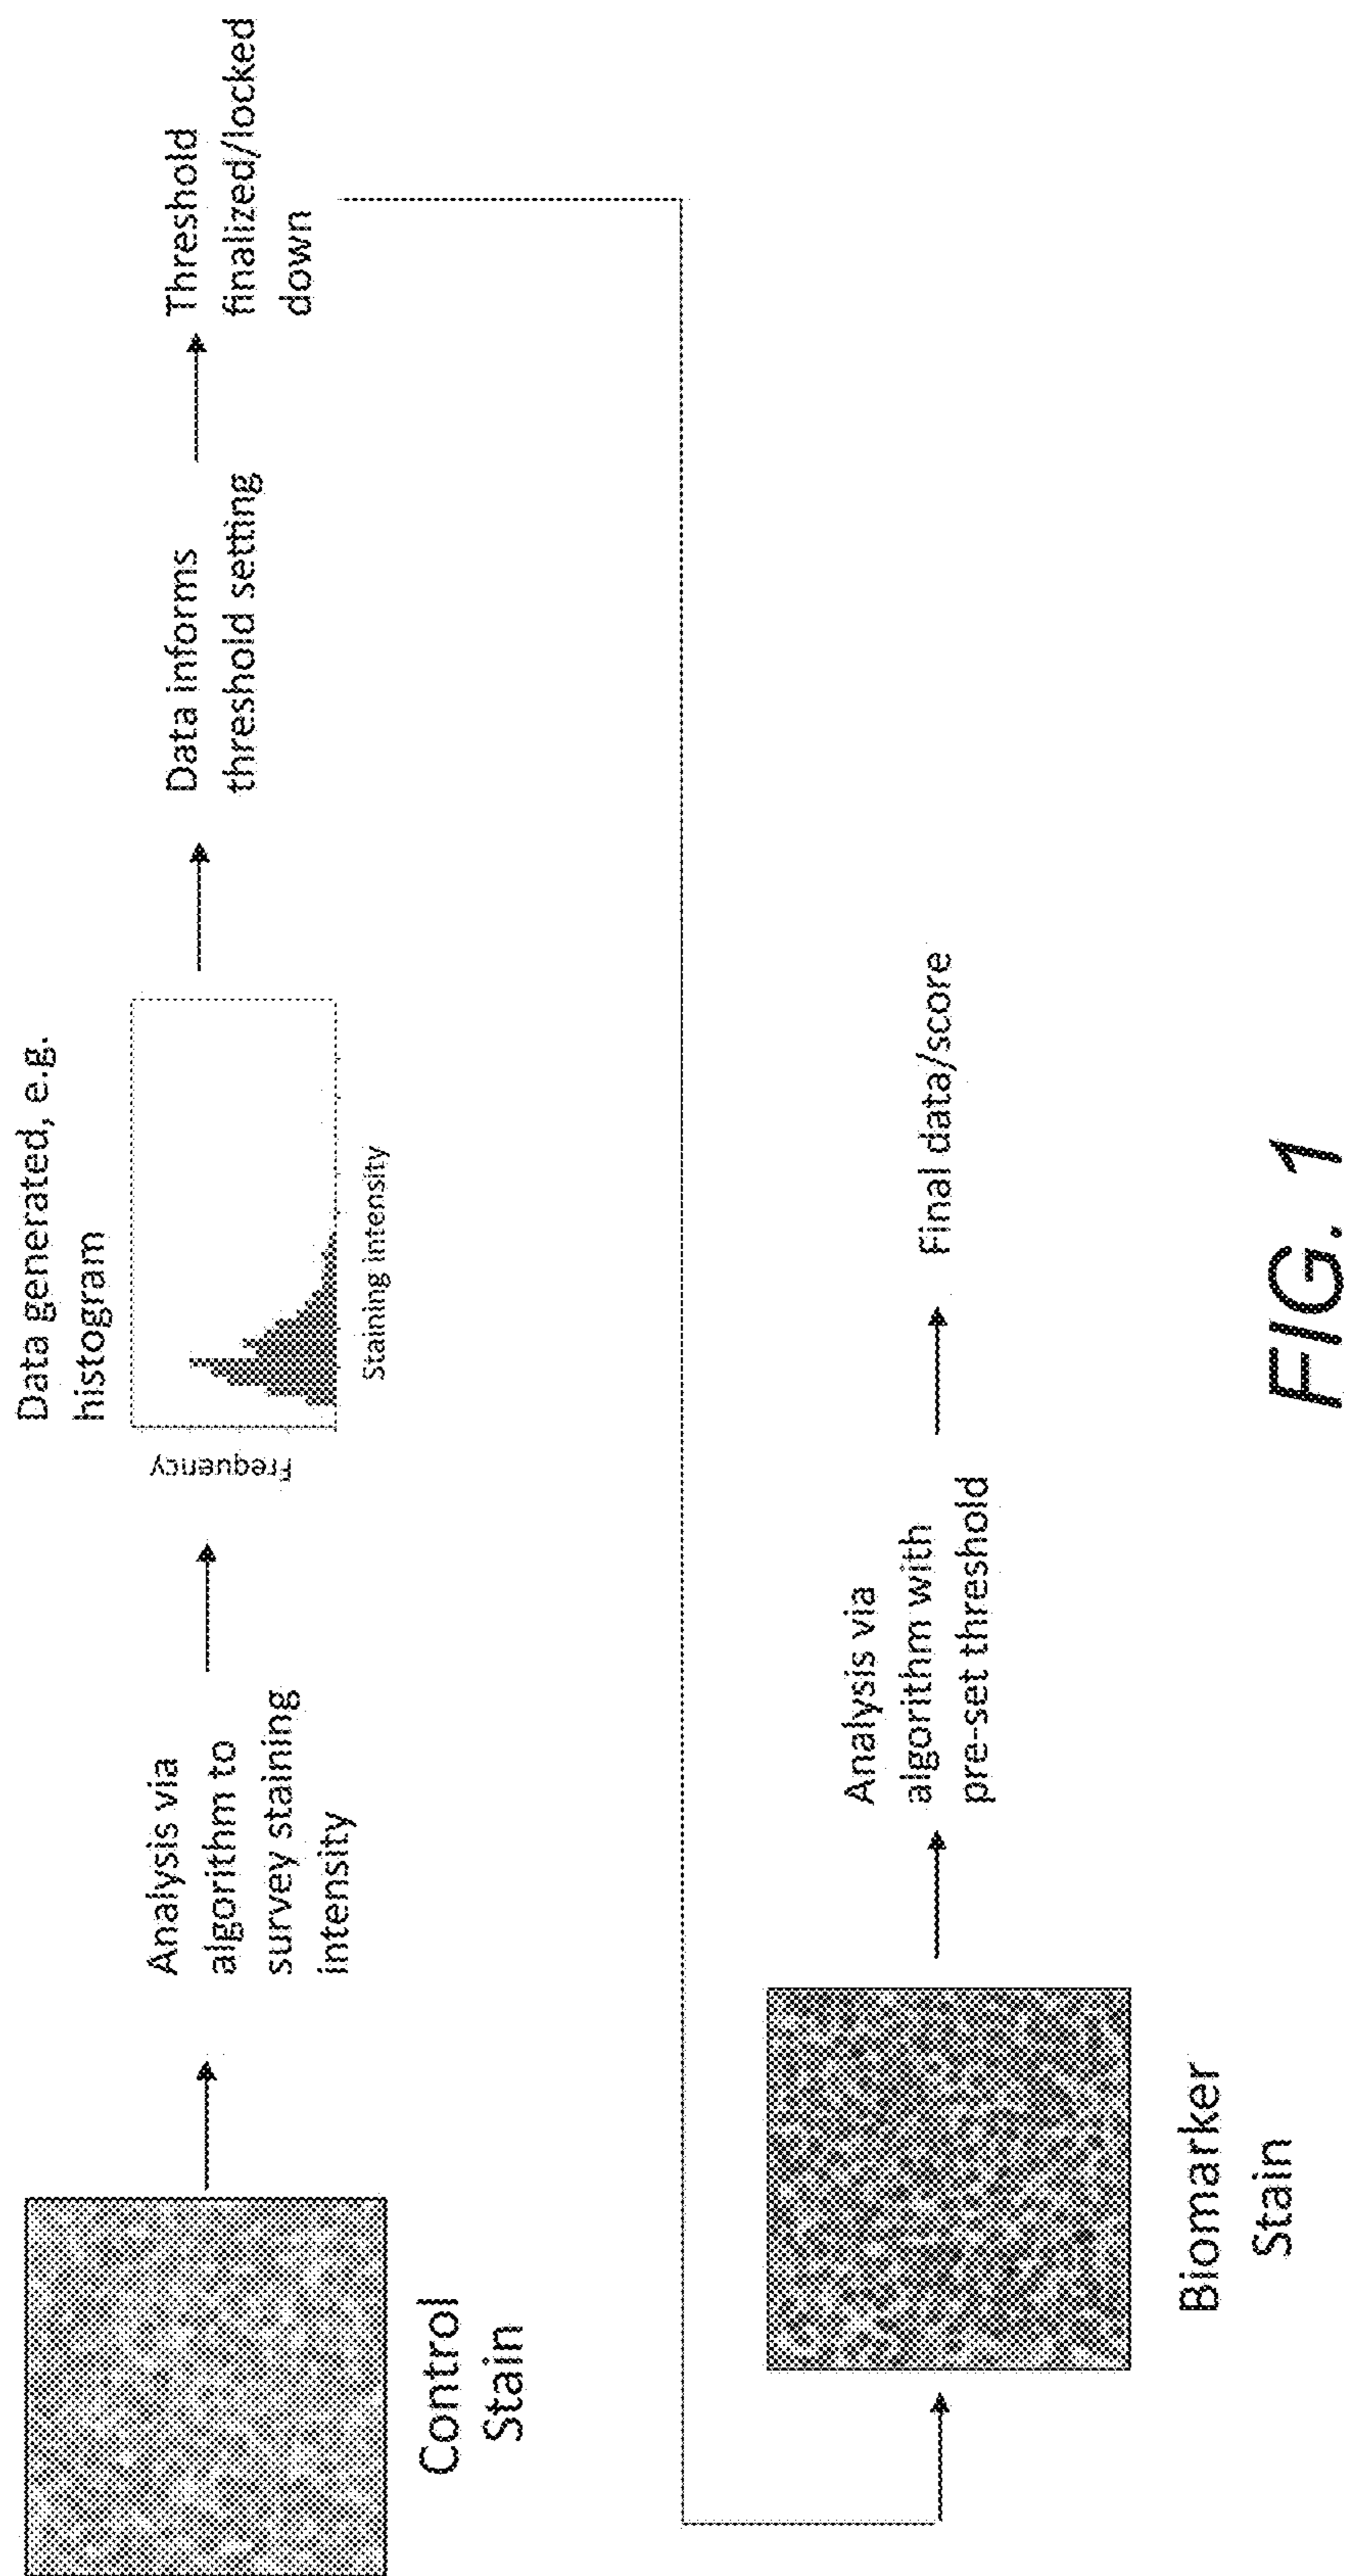 Control
Stain
Analysis via
algorithm to
survey staining
intensity
Data generated, e.g.
histogram
Frequency
Staining intensity
Data informs
threshold setting
Threshold
finalized/locked
down
Biomarker
Stain
Analysis via
algorithm with
pre-set threshold
Final data/score
FIG. 1